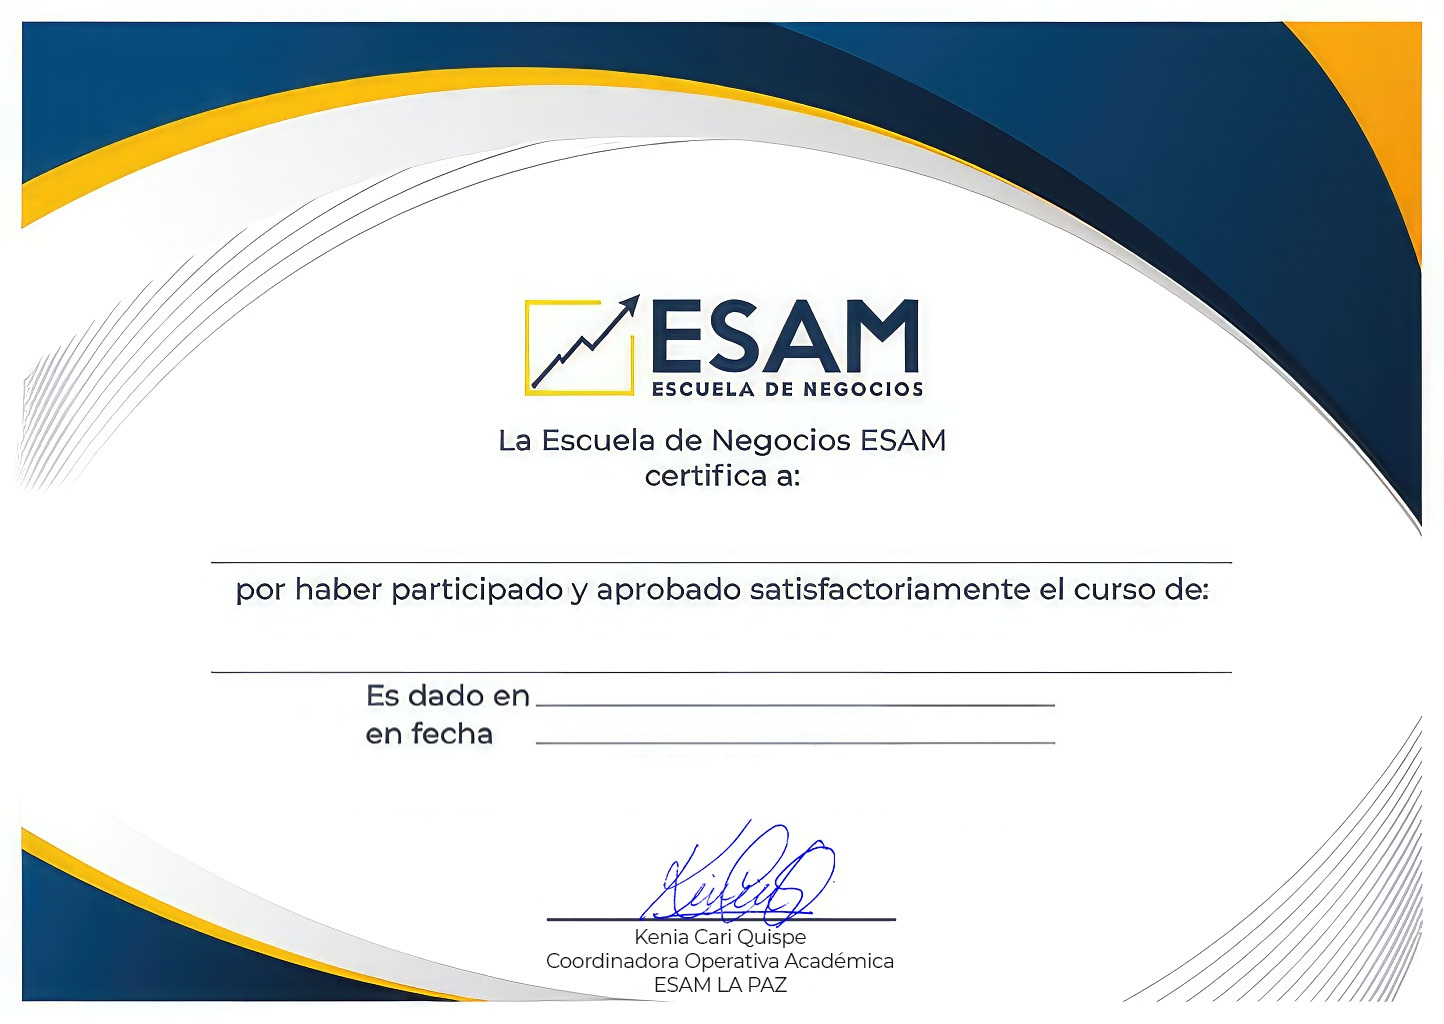 ESAM
ESCUELA DE NEGOCIOS
La Escuela de Negocios ESAM
certifica a:
por haber participado y aprobado satisfactoriamente el curso de:
Es dado en
en fecha
Kenia Cari Quispe
Coordinadora Operativa Académica
ESAM LA PAZ